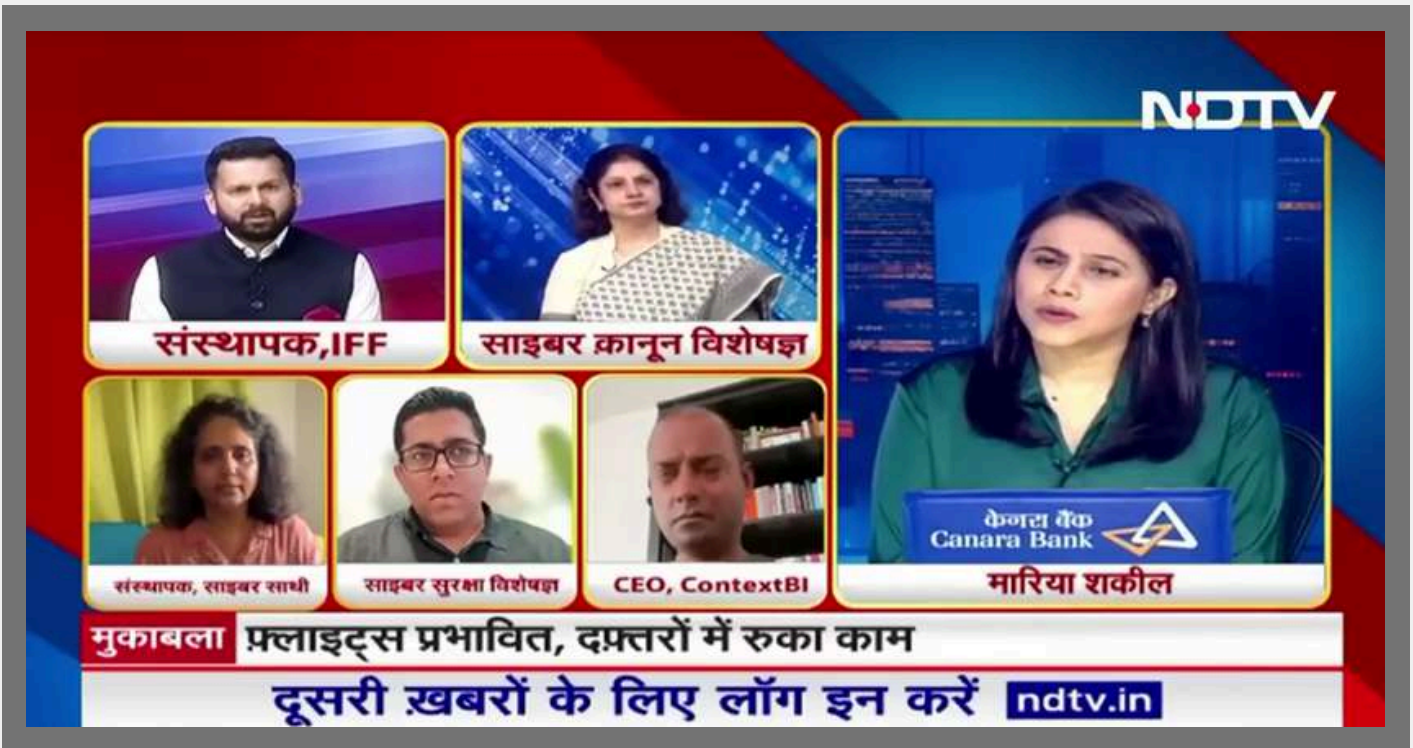 NDTV
संस्थापक,IFF
साइबर क़ानून विशेषज्ञ
संस्थापक, साइबर साथी
साइबर सुरक्षा विशेषज्ञ
CEO, ContextBI
केनरा बैंक
Canara Bank
मारिया शकील
मुकाबला फ़्लाइट्स प्रभावित, दफ़्तरों में रुका काम
दूसरी ख़बरों के लिए लॉग इन करें ndtv.in